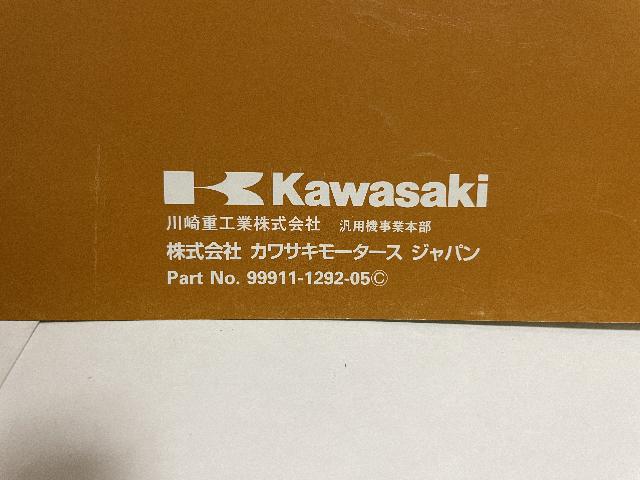 Kawasaki
川崎重工業株式会社 汎用機事業本部
株式会社 カワサキモータース ジャパン
Part No. 99911-1292-05©